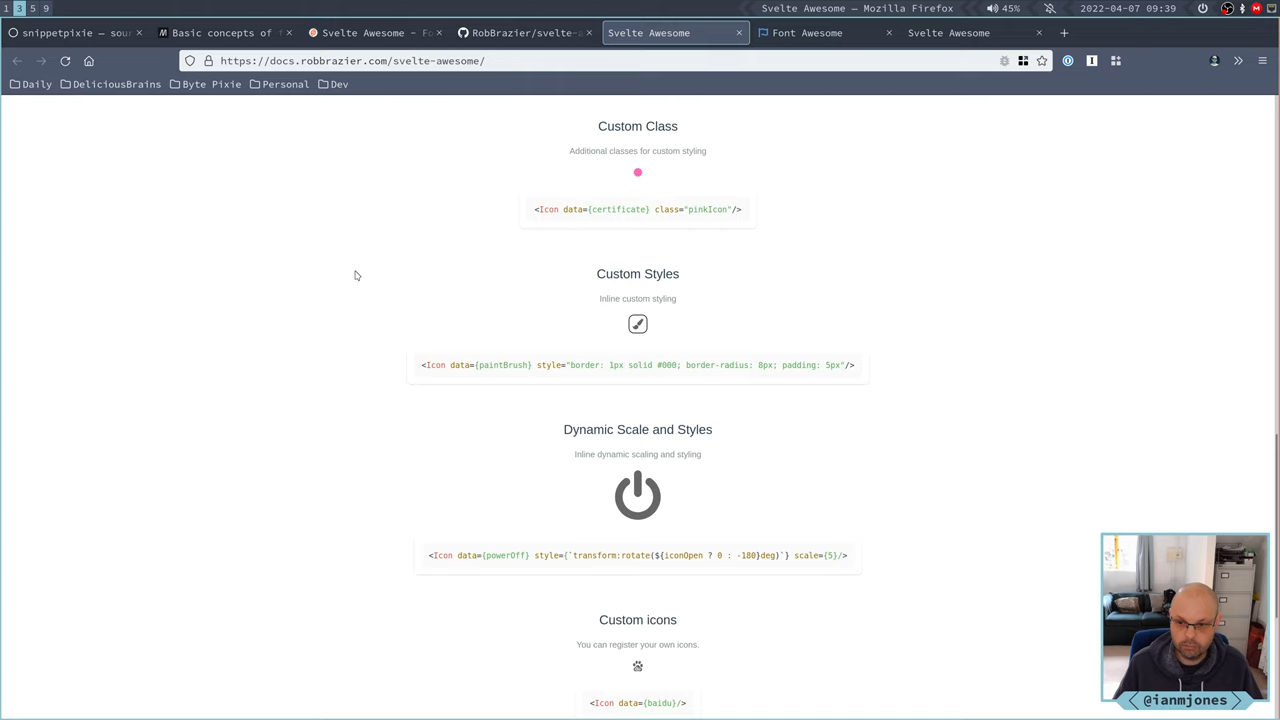 1 3 5 9
Svelte Awesome — Mozilla Firefox
45%
2022-04-07 09:39
snippetpixie — sour
Basic concepts of f
Svelte Awesome - Fo
RobBrazier/svelte-a
Svelte Awesome
Font Awesome
Svelte Awesome
https://docs.robbrazier.com/svelte-awesome/
Daily
DeliciousBrains
Byte Pixie
Personal
Dev
Custom Class
Additional classes for custom styling
<Icon data={certificate} class="pinkIcon"/>
Custom Styles
Inline custom styling
<Icon data={paintBrush} style="border: 1px solid #000; border-radius: 8px; padding: 5px"/>
Dynamic Scale and Styles
Inline dynamic scaling and styling
<Icon data={powerOff} style={`transform:rotate(${iconOpen ? 0 : -180}deg)`} scale={5}/>
Custom icons
You can register your own icons.
<Icon data={baidu}/>
@ianmjones